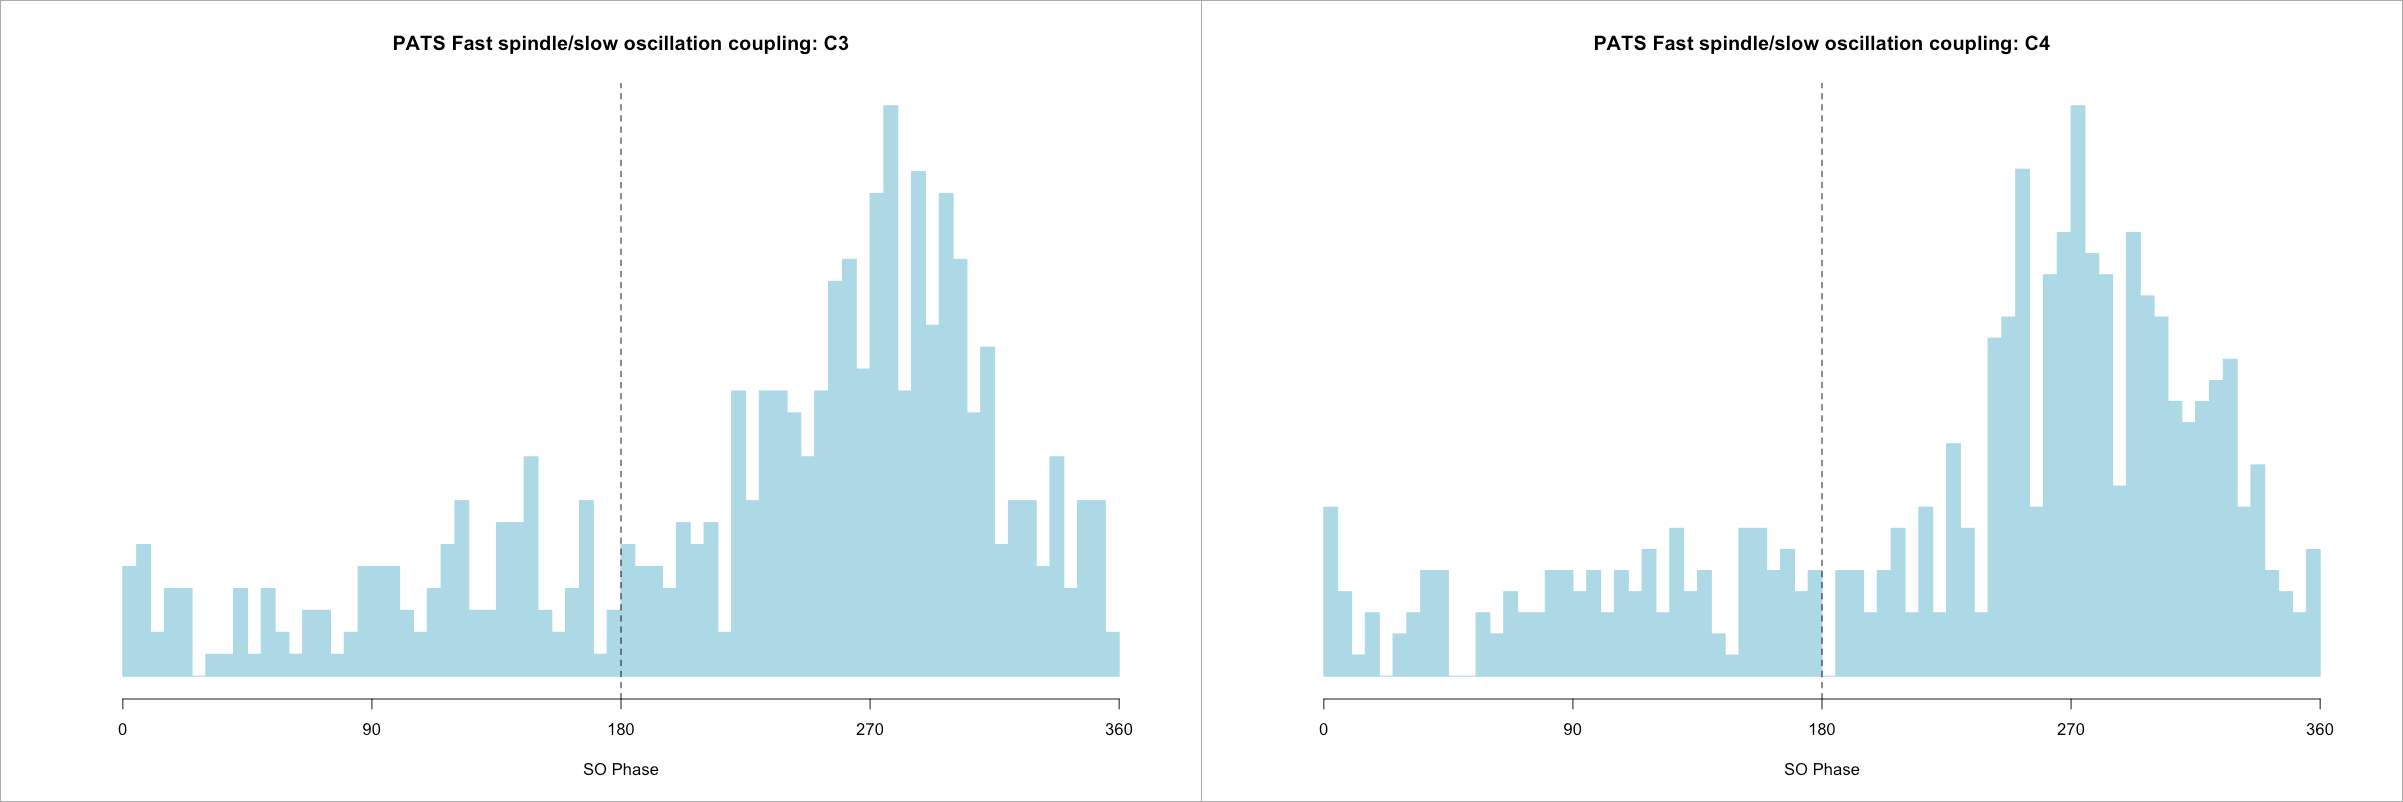 PATS Fast spindle/slow oscillation coupling: C3
0 90 180 270 360
SO Phase
PATS Fast spindle/slow oscillation coupling: C4
0 90 180 270 360
SO Phase